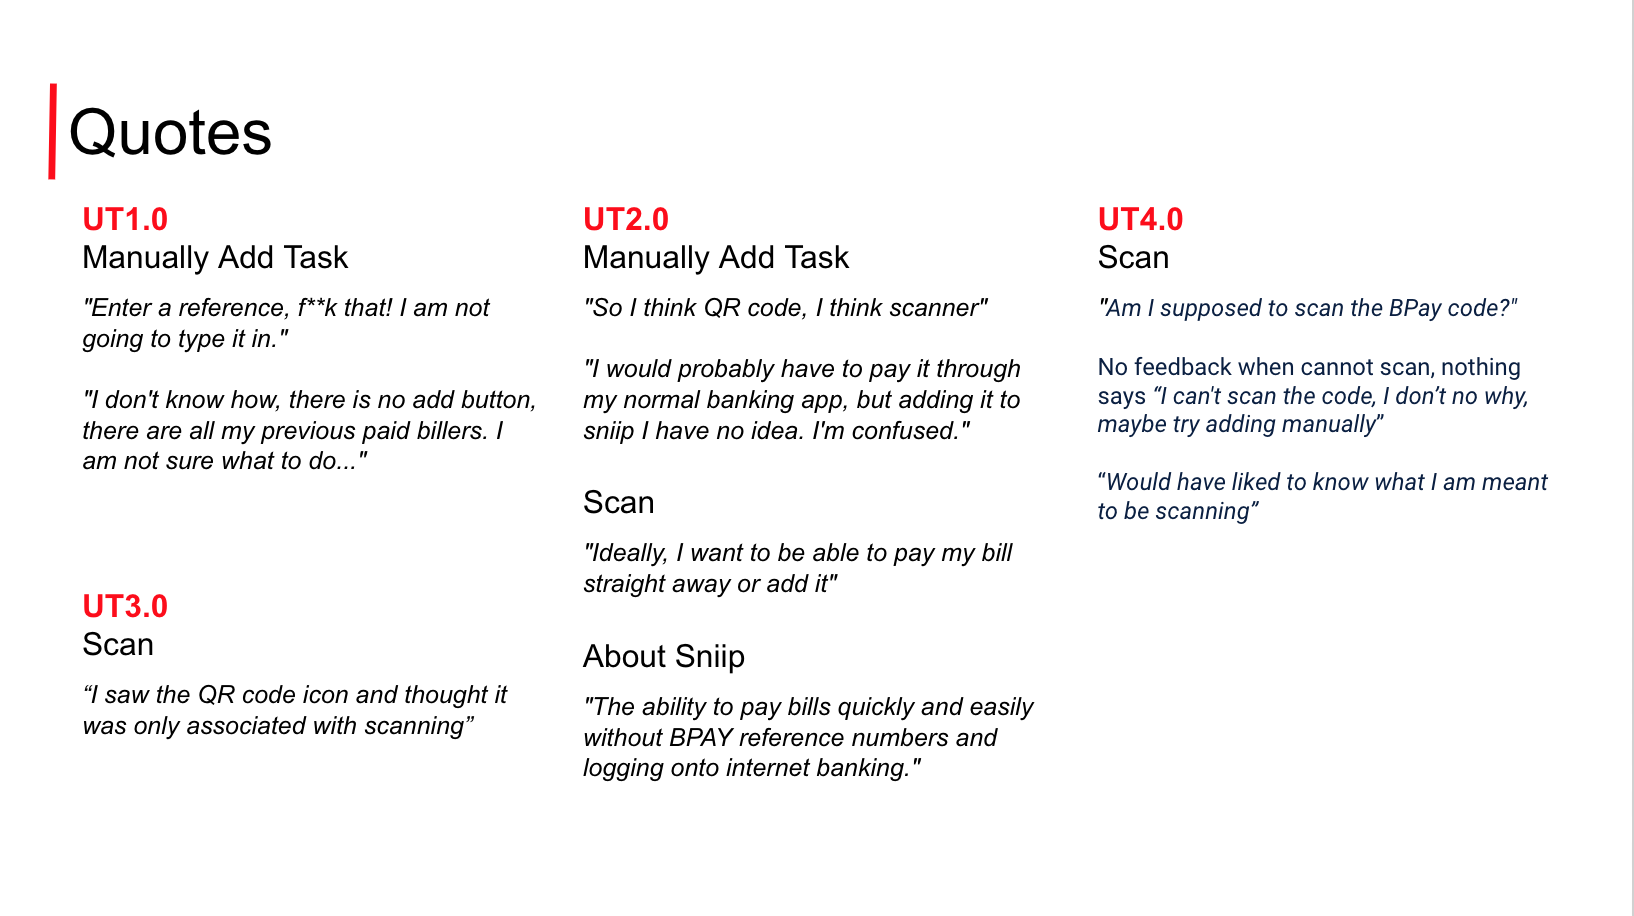 Quotes
UT1.0
Manually Add Task
"Enter a reference, f**k that! I am not
going to type it in."
"I don't know how, there is no add button,
there are all my previous paid billers. I
am not sure what to do..."
UT3.0
Scan
“I saw the QR code icon and thought it
was only associated with scanning”
UT2.0
Manually Add Task
"So I think QR code, I think scanner"
"I would probably have to pay it through
my normal banking app, but adding it to
sniip I have no idea. I'm confused."
Scan
"Ideally, I want to be able to pay my bill
straight away or add it"
About Sniip
"The ability to pay bills quickly and easily
without BPAY reference numbers and
logging onto internet banking."
UT4.0
Scan
"Am I supposed to scan the BPay code?"
No feedback when cannot scan, nothing
says “I can't scan the code, I don’t no why,
maybe try adding manually”
“Would have liked to know what I am meant
to be scanning”